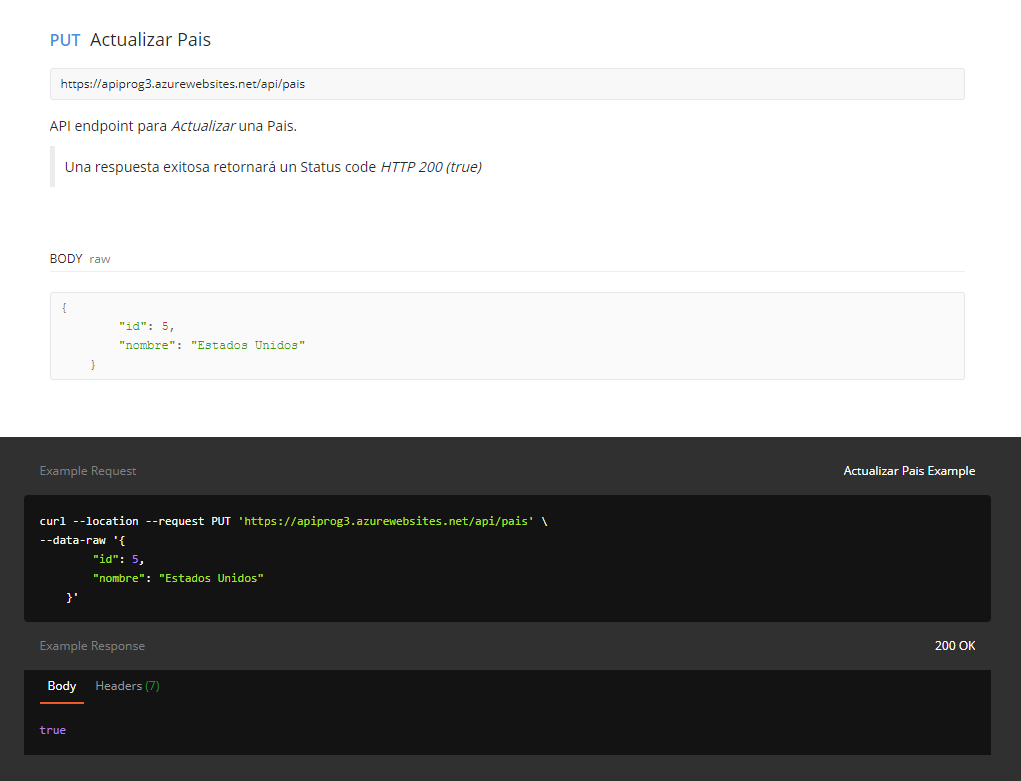 PUT Actualizar Pais
https://apiprog3.azurewebsites.net/api/pais
API endpoint para Actualizar una Pais.
Una respuesta exitosa retornará un Status code HTTP 200 (true)
BODY raw
{
"id": 5,
"nombre": "Estados Unidos"
}
Example Request
Actualizar Pais Example
curl --location --request PUT 'https://apiprog3.azurewebsites.net/api/pais' \
--data-raw '{
"id": 5,
"nombre": "Estados Unidos"
}'
Example Response
200 OK
Body Headers (7)
true